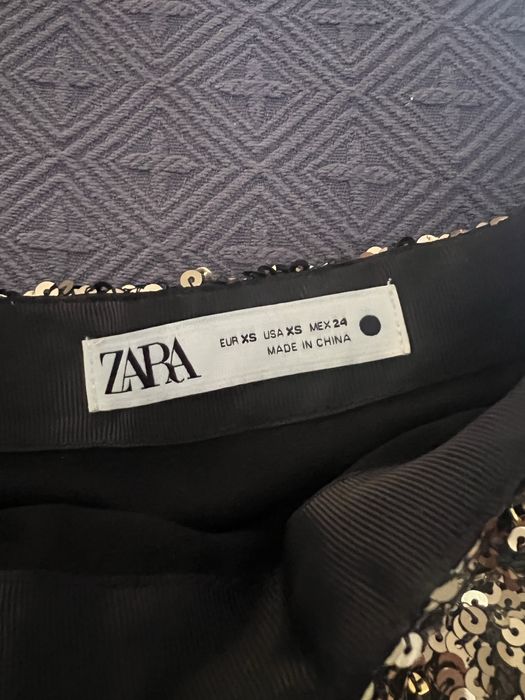 ZARA
EUR XS USA XS MEX 24
MADE IN CHINA